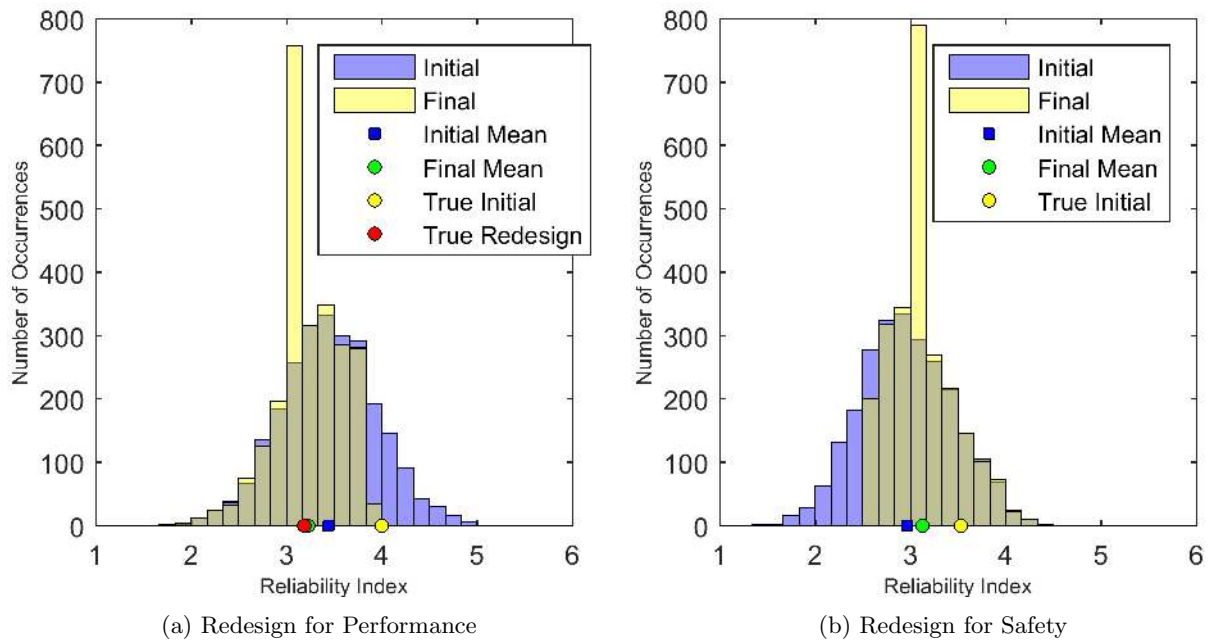 800
700
600
500
400
300
200
100
0
Number of Occurrences
Initial
Final
Initial Mean
Final Mean
True Initial
True Redesign
1 2 3 4 5 6
Reliability Index
(a) Redesign for Performance
800
700
600
500
400
300
200
100
0
Number of Occurrences
Initial
Final
Initial Mean
Final Mean
True Initial
1 2 3 4 5 6
Reliability Index
(b) Redesign for Safety